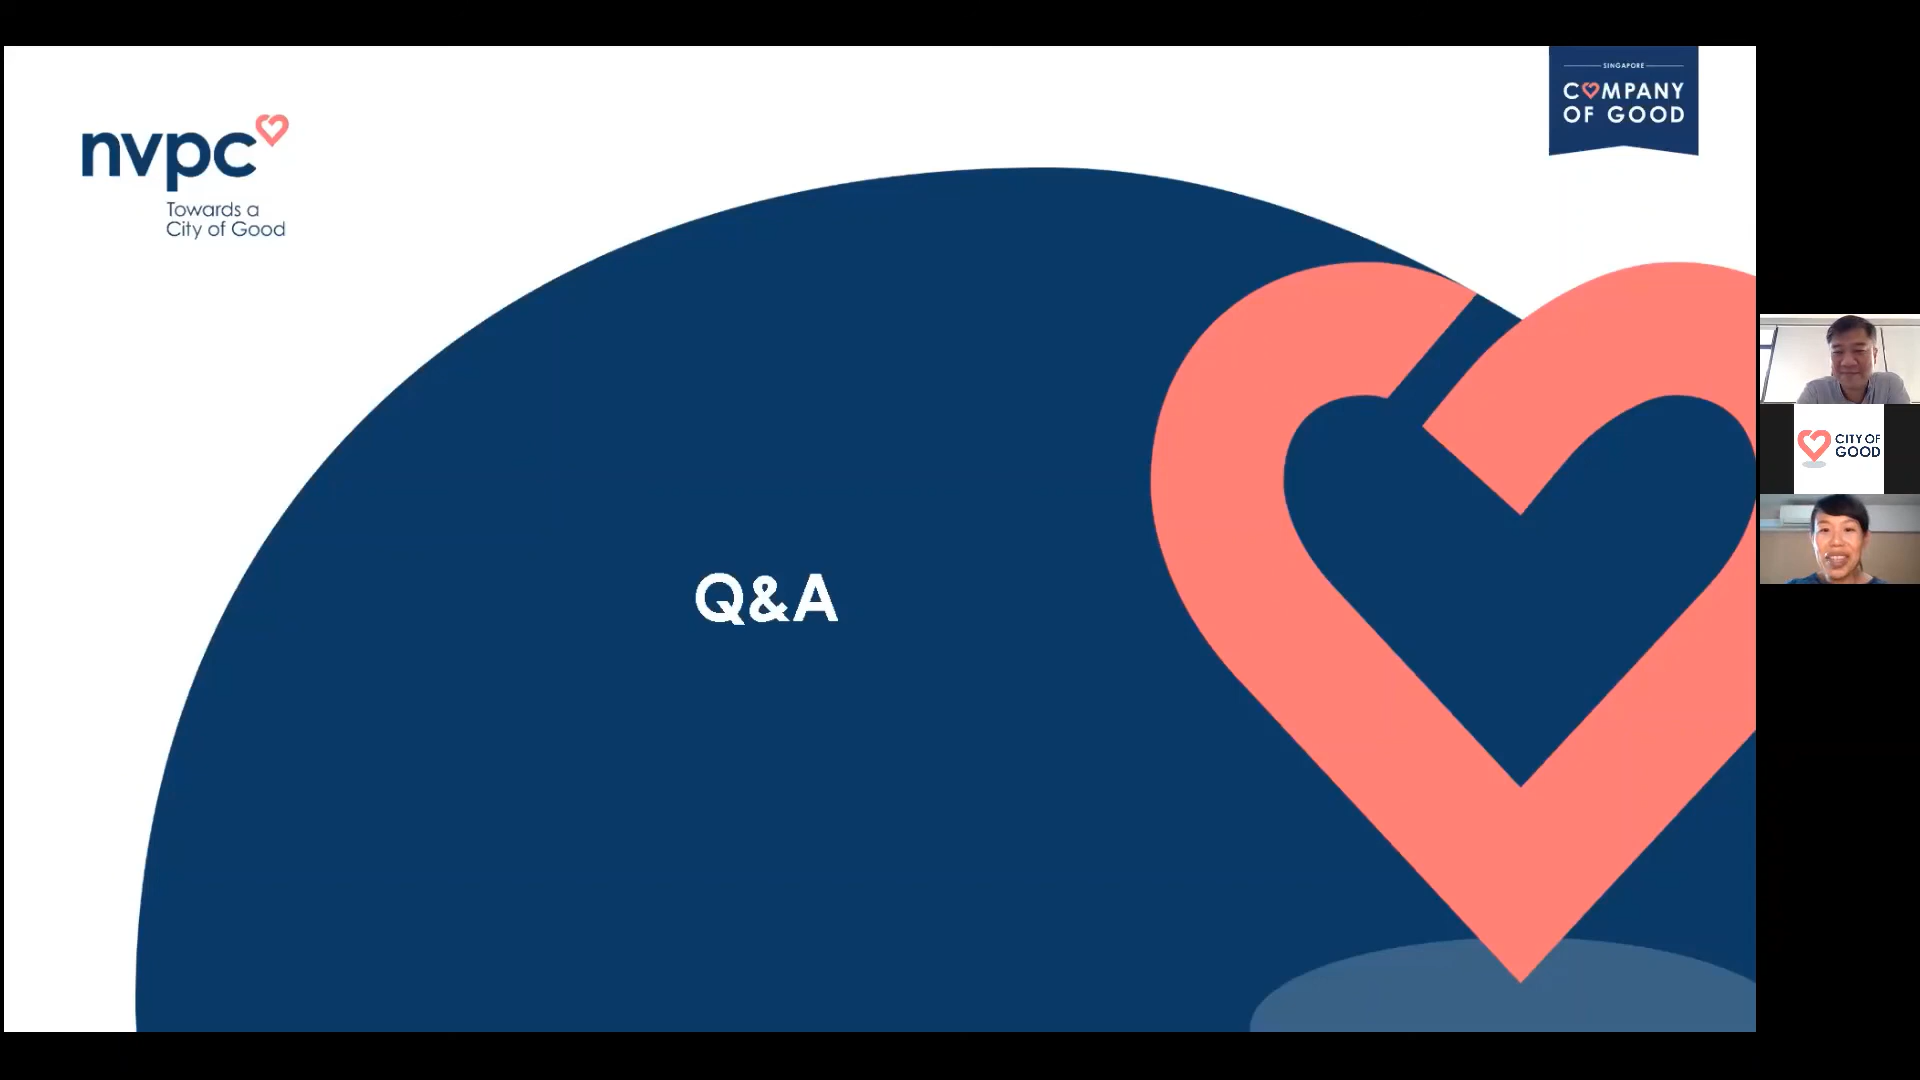 nvpc
Towards a
City of Good
SINGAPORE
COMPANY
OF GOOD
Q&A
CITY OF
GOOD